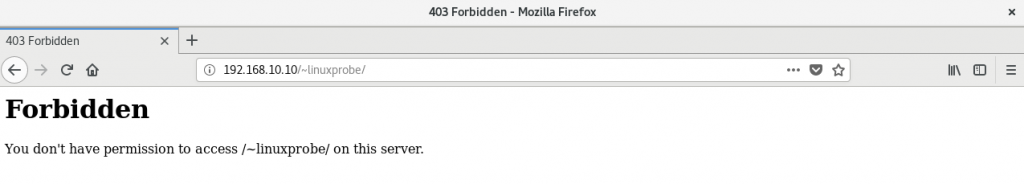 403 Forbidden - Mozilla Firefox
403 Forbidden
192.168.10.10/~linuxprobe/
Forbidden
You don't have permission to access /~linuxprobe/ on this server.